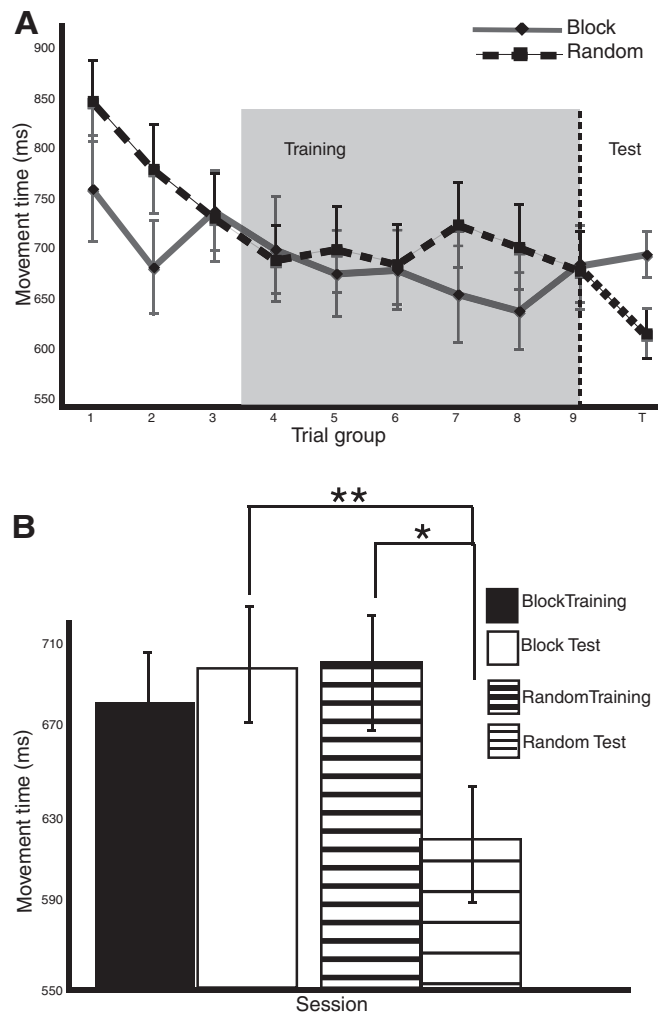 A
Block
Random
900
850
800
750
700
650
600
550
Movement time (ms)
Training
Test
1 2 3 4 5 6 7 8 9 T
Trial group
B
**
*
BlockTraining
Block Test
RandomTraining
Random Test
710
670
630
590
550
Movement time (ms)
Session